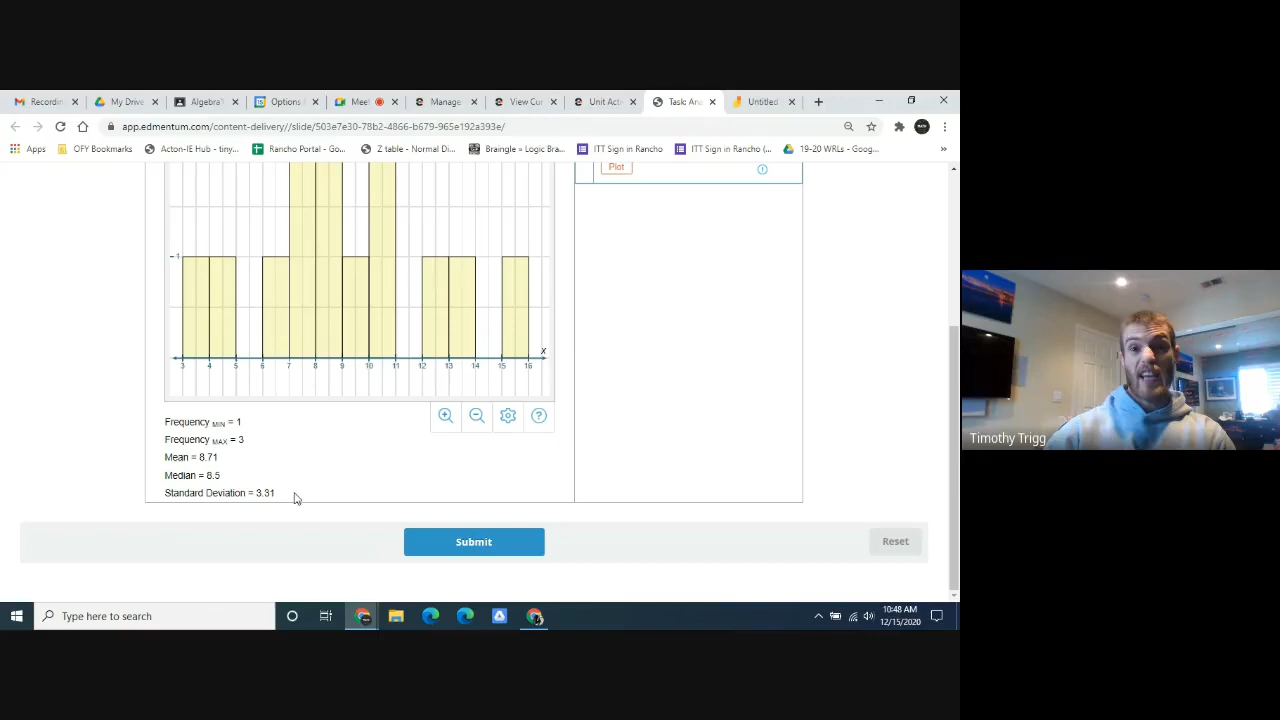 Recordin
My Drive
Algebra
Options
Meet
Manage
View Cur
Unit Acti
Task: Ana
Untitled
app.edmentum.com/content-delivery//slide/503e7e30-78b2-4866-b679-965e192a393e/
Apps
OFY Bookmarks
Acton-IE Hub - tiny...
Rancho Portal - Go...
Z table - Normal Di...
Braingle » Logic Bra...
ITT Sign in Rancho
ITT Sign in Rancho (...
19-20 WRLs - Goog...
»
Plot
1
x
3 4 5 6 7 8 9 10 11 12 13 14 15 16
Frequency MIN = 1
Frequency MAX = 3
Mean = 8.71
Median = 8.5
Standard Deviation = 3.31
Submit
Reset
Timothy Trigg
Type here to search
10:48 AM
12/15/2020